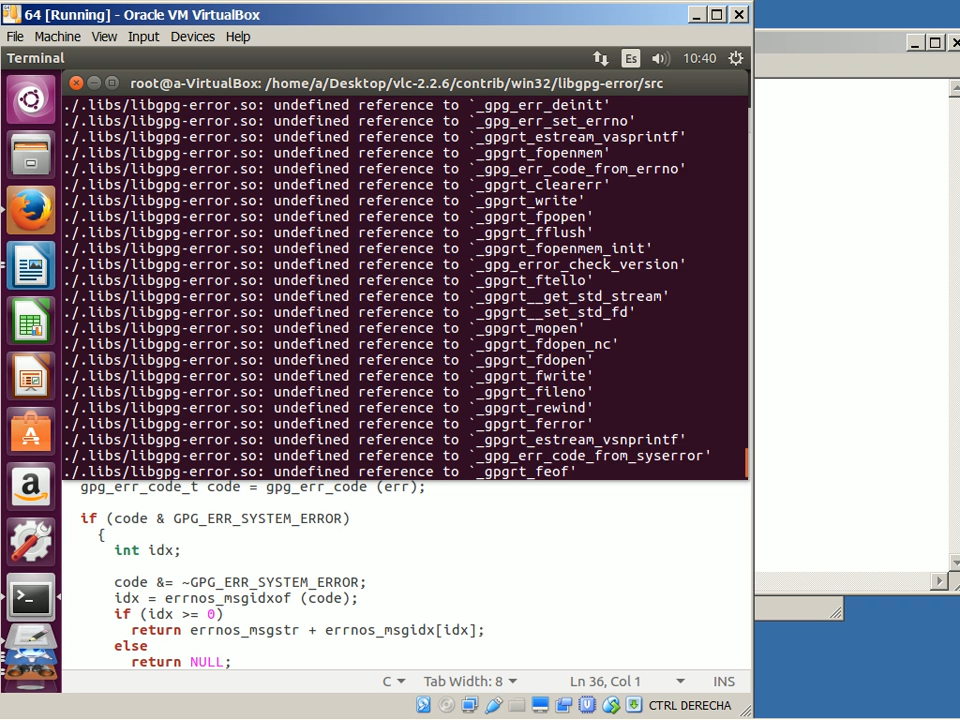 64 [Running] - Oracle VM VirtualBox
File Machine View Input Devices Help
Terminal Es 10:40
root@a-VirtualBox: /home/a/Desktop/vlc-2.2.6/contrib/win32/libgpg-error/src
./.libs/libgpg-error.so: undefined reference to `_gpg_err_deinit'
./.libs/libgpg-error.so: undefined reference to `_gpg_err_set_errno'
./.libs/libgpg-error.so: undefined reference to `_gpgrt_estream_vasprintf'
./.libs/libgpg-error.so: undefined reference to `_gpgrt_fopenmem'
./.libs/libgpg-error.so: undefined reference to `_gpg_err_code_from_errno'
./.libs/libgpg-error.so: undefined reference to `_gpgrt_clearerr'
./.libs/libgpg-error.so: undefined reference to `_gpgrt_write'
./.libs/libgpg-error.so: undefined reference to `_gpgrt_fpopen'
./.libs/libgpg-error.so: undefined reference to `_gpgrt_fflush'
./.libs/libgpg-error.so: undefined reference to `_gpgrt_fopenmem_init'
./.libs/libgpg-error.so: undefined reference to `_gpg_error_check_version'
./.libs/libgpg-error.so: undefined reference to `_gpgrt_ftello'
./.libs/libgpg-error.so: undefined reference to `_gpgrt__get_std_stream'
./.libs/libgpg-error.so: undefined reference to `_gpgrt__set_std_fd'
./.libs/libgpg-error.so: undefined reference to `_gpgrt_mopen'
./.libs/libgpg-error.so: undefined reference to `_gpgrt_fdopen_nc'
./.libs/libgpg-error.so: undefined reference to `_gpgrt_fdopen'
./.libs/libgpg-error.so: undefined reference to `_gpgrt_fwrite'
./.libs/libgpg-error.so: undefined reference to `_gpgrt_fileno'
./.libs/libgpg-error.so: undefined reference to `_gpgrt_rewind'
./.libs/libgpg-error.so: undefined reference to `_gpgrt_ferror'
./.libs/libgpg-error.so: undefined reference to `_gpgrt_estream_vsnprintf'
./.libs/libgpg-error.so: undefined reference to `_gpg_err_code_from_syserror'
./.libs/libgpg-error.so: undefined reference to `_gpgrt_feof'
gpg_err_code_t code = gpg_err_code (err);
if (code & GPG_ERR_SYSTEM_ERROR)
{
int idx;
code &= ~GPG_ERR_SYSTEM_ERROR;
idx = errnos_msgidxof (code);
if (idx >= 0)
return errnos_msgstr + errnos_msgidx[idx];
else
return NULL;
C Tab Width: 8 Ln 36, Col 1 INS
CTRL DERECHA